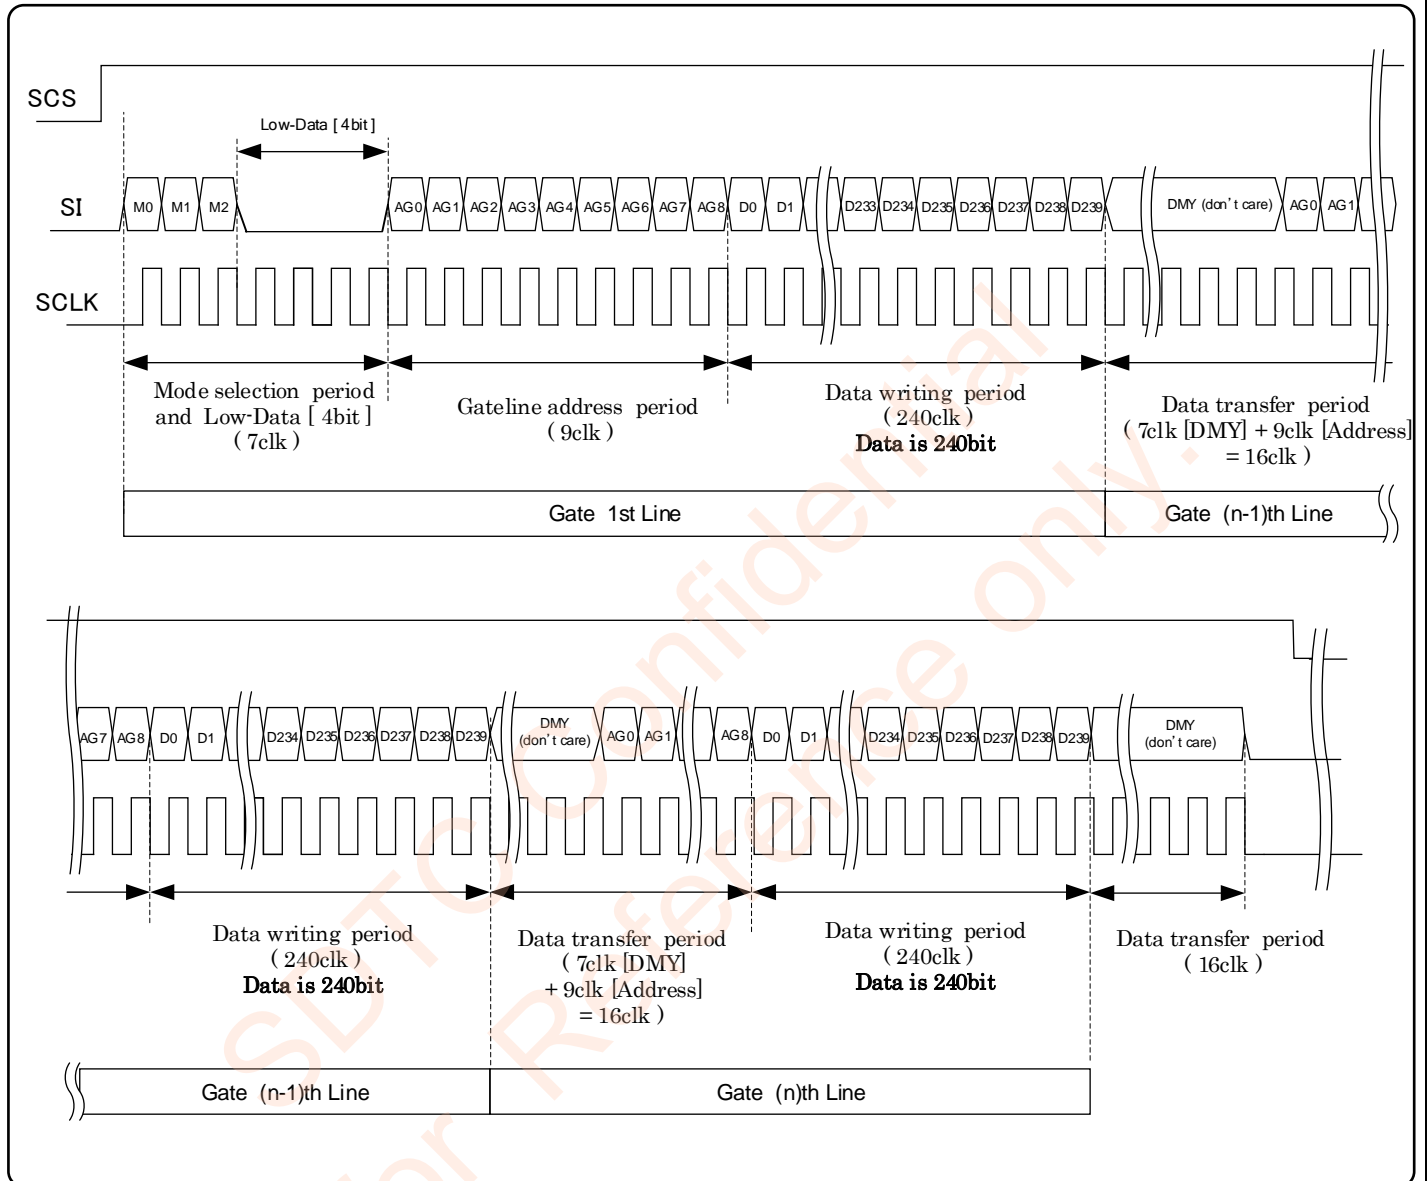 SCS
Low-Data [ 4bit ]
SI
M0 M1 M2 AG0 AG1 AG2 AG3 AG4 AG5 AG6 AG7 AG8 D0 D1 D233 D234 D235 D236 D237 D238 D239 DMY (don't care) AG0 AG1
SCLK
Mode selection period
and Low-Data [ 4bit ]
( 7clk )
Gateline address period
( 9clk )
Data writing period
( 240clk )
Data is 240bit
Data transfer period
( 7clk [DMY] + 9clk [Address]
= 16clk )
Gate 1st Line
Gate (n-1)th Line
AG7 AG8 D0 D1 D234 D235 D236 D237 D238 D239 DMY
(don't care) AG0 AG1 AG8 D0 D1 D234 D235 D236 D237 D238 D239 DMY
(don't care)
Data writing period
( 240clk )
Data is 240bit
Data transfer period
( 7clk [DMY]
+ 9clk [Address]
= 16clk )
Data writing period
( 240clk )
Data is 240bit
Data transfer period
( 16clk )
Gate (n-1)th Line
Gate (n)th Line
SDTC Confidential
For Reference only.